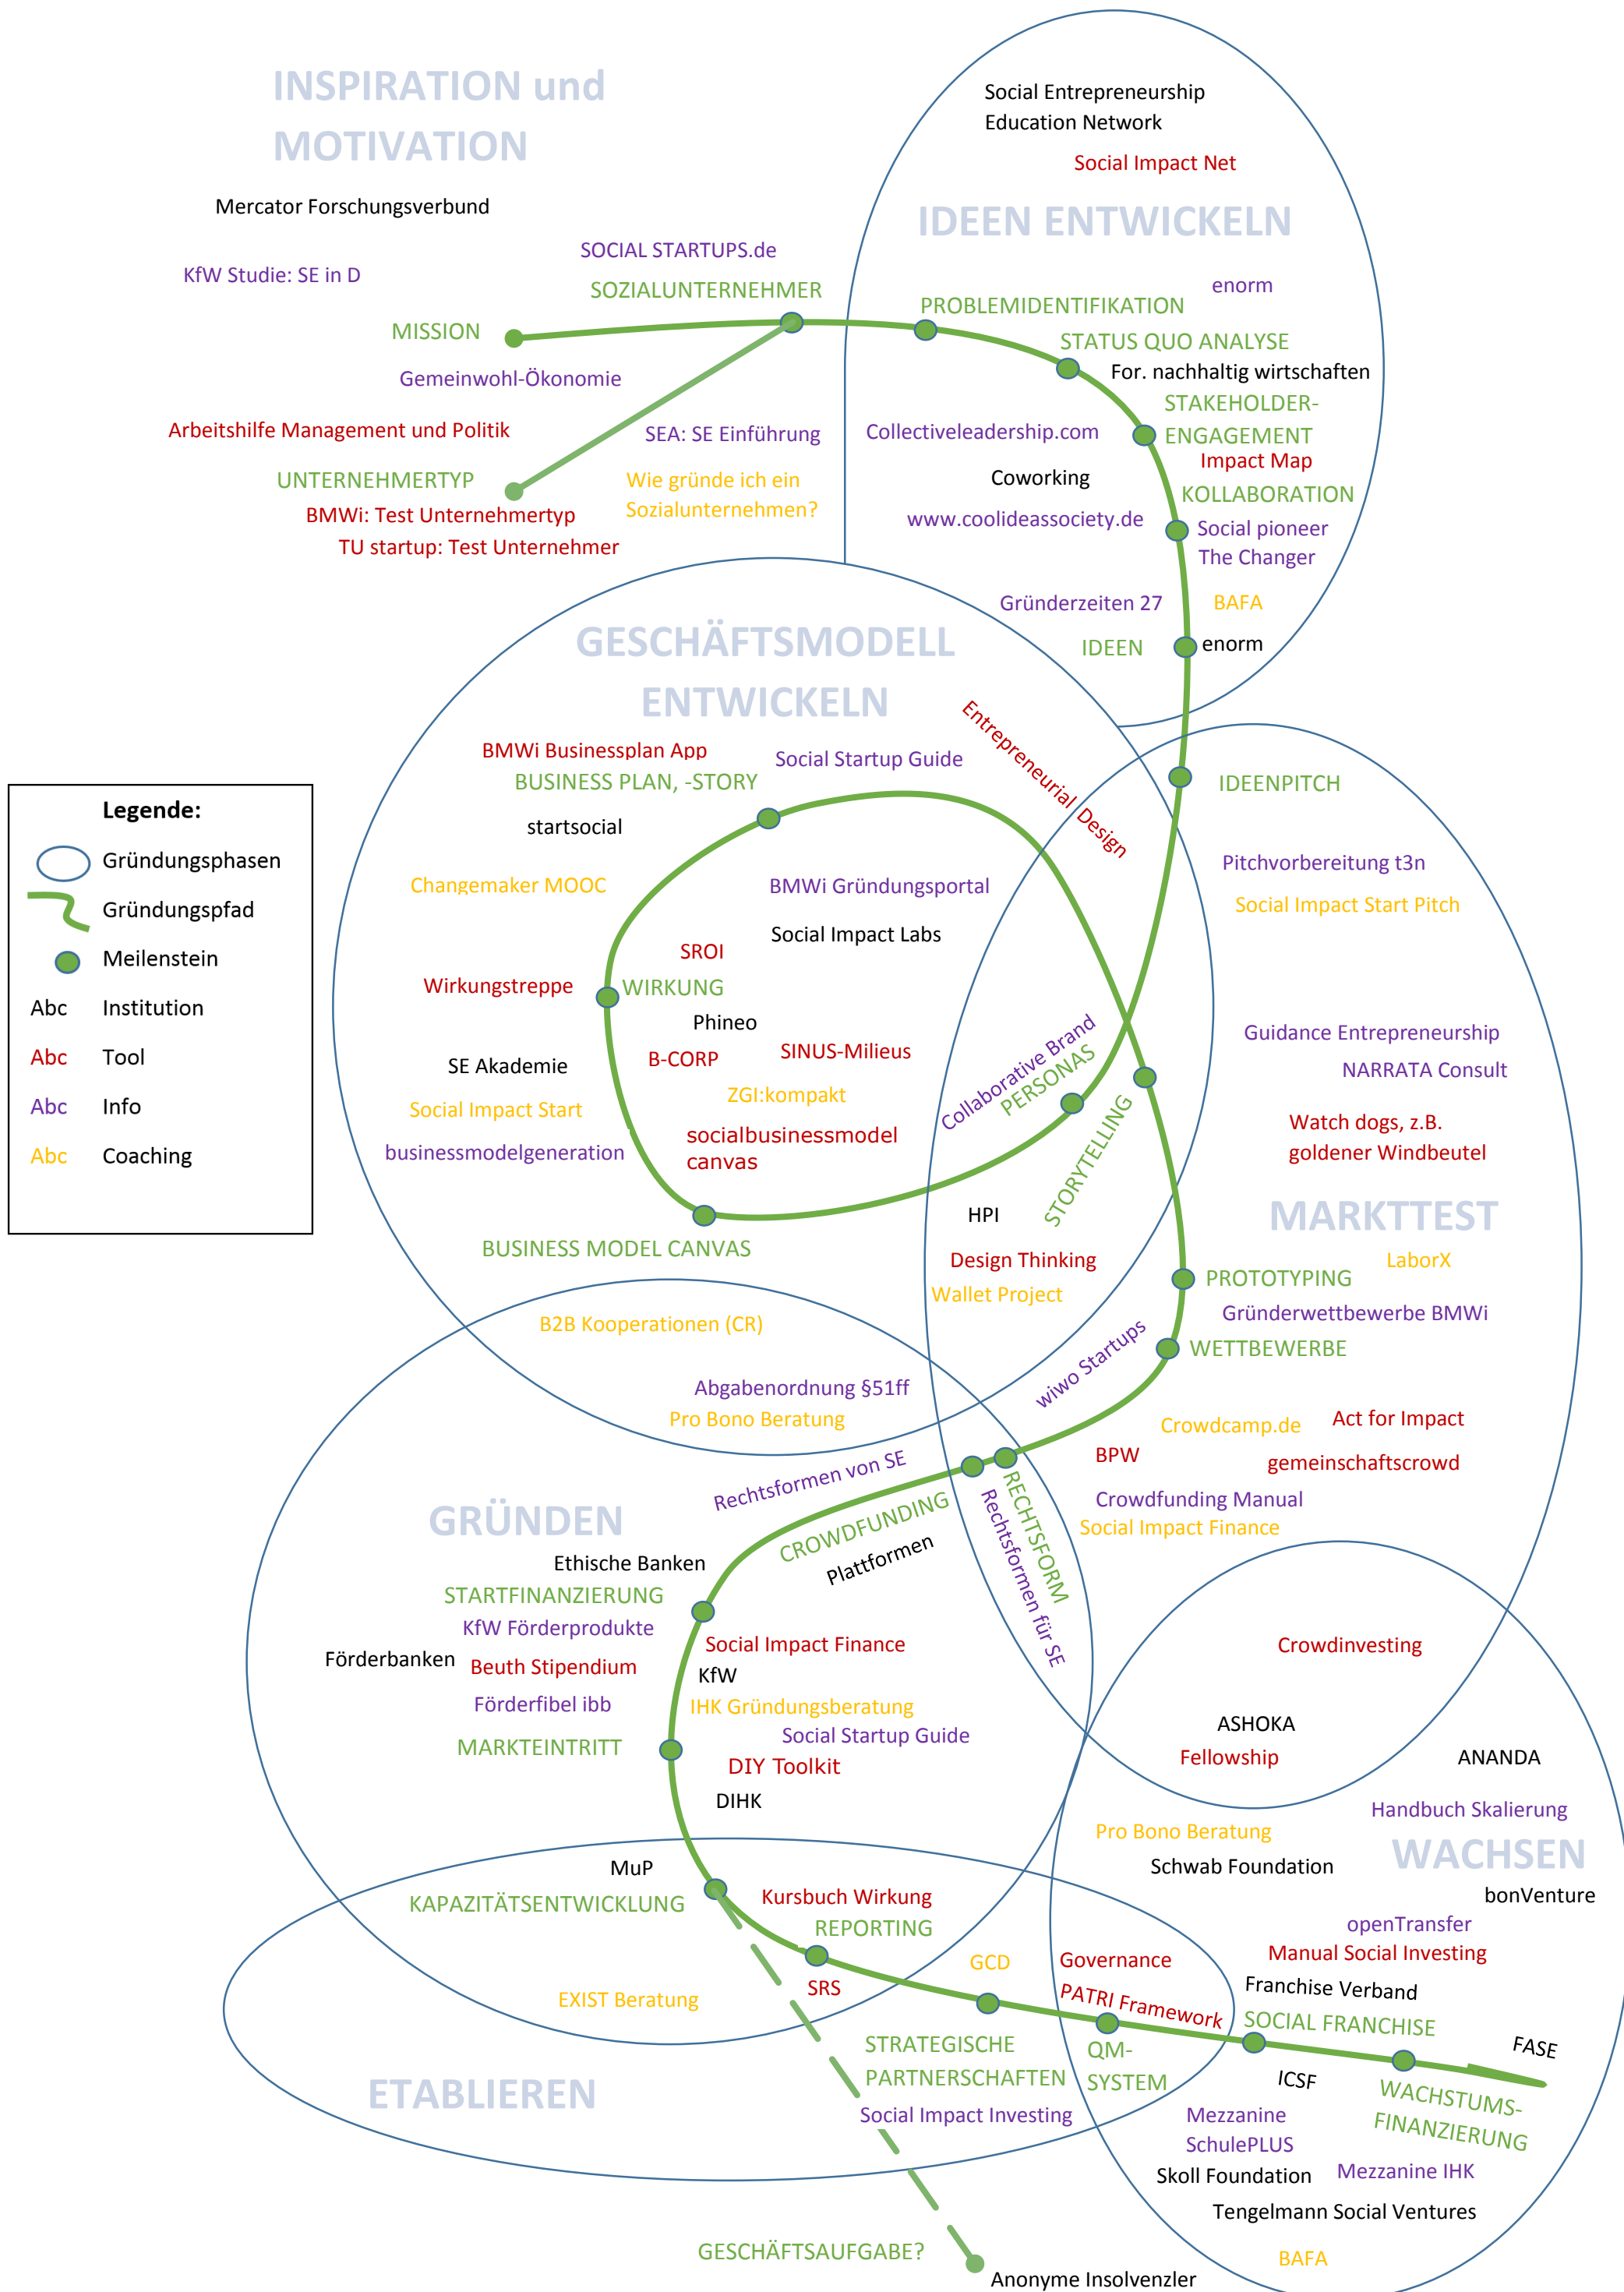 INSPIRATION und
MOTIVATION
Mercator Forschungsverbund
KfW Studie: SE in D
SOCIAL STARTUPS.de
SOZIALUNTERNEHMER
MISSION
Gemeinwohl-Ökonomie
Arbeitshilfe Management und Politik
SEA: SE Einführung
UNTERNEHMERTYP
Wie gründe ich ein
Sozialunternehmen?
BMWi: Test Unternehmertyp
TU startup: Test Unternehmer
Social Entrepreneurship
Education Network
Social Impact Net
IDEEN ENTWICKELN
enorm
PROBLEMIDENTIFIKATION
STATUS QUO ANALYSE
For. nachhaltig wirtschaften
STAKEHOLDER-
ENGAGEMENT
Collectiveleadership.com
Impact Map
Coworking
KOLLABORATION
www.coolideassociety.de
Social pioneer
The Changer
Gründerzeiten 27
BAFA
IDEEN
enorm
GESCHÄFTSMODELL
ENTWICKELN
Entrepreneurial Design
BMWi Businessplan App
Social Startup Guide
BUSINESS PLAN, -STORY
startsocial
Changemaker MOOC
BMWi Gründungsportal
Social Impact Labs
SROI
Wirkungstreppe
WIRKUNG
Phineo
SE Akademie
B-CORP
SINUS-Milieus
Social Impact Start
ZGI:kompakt
businessmodelgeneration
socialbusinessmodel
canvas
Collaborative Brand
PERSONAS
STORYTELLING
BUSINESS MODEL CANVAS
HPI
Design Thinking
Wallet Project
Legende:
Gründungsphasen
Gründungspfad
Meilenstein
Abc Institution
Abc Tool
Abc Info
Abc Coaching
IDEENPITCH
Pitchvorbereitung t3n
Social Impact Start Pitch
Guidance Entrepreneurship
NARRATA Consult
Watch dogs, z.B.
goldener Windbeutel
MARKTTEST
LaborX
PROTOTYPING
Gründerwettbewerbe BMWi
WETTBEWERBE
wiwo Startups
Crowdcamp.de
Act for Impact
BPW
gemeinschaftscrowd
Crowdfunding Manual
Social Impact Finance
B2B Kooperationen (CR)
Abgabenordnung §51ff
Pro Bono Beratung
Rechtsformen von SE
GRÜNDEN
CROWDFUNDING
Plattformen
RECHTSFORM
Rechtsformen für SE
Ethische Banken
STARTFINANZIERUNG
KfW Förderprodukte
Förderbanken
Beuth Stipendium
Social Impact Finance
KfW
Förderfibel ibb
IHK Gründungsberatung
MARKTEINTRITT
Social Startup Guide
DIY Toolkit
DIHK
Crowdinvesting
ASHOKA
Fellowship
ANANDA
Handbuch Skalierung
Pro Bono Beratung
WACHSEN
Schwab Foundation
bonVenture
openTransfer
Manual Social Investing
Franchise Verband
SOCIAL FRANCHISE
FASE
ICSF
WACHSTUMS-
FINANZIERUNG
Mezzanine
SchulePLUS
Skoll Foundation
Mezzanine IHK
Tengelmann Social Ventures
BAFA
MuP
KAPAZITÄTSENTWICKLUNG
Kursbuch Wirkung
REPORTING
GCD
Governance
SRS
PATRI Framework
EXIST Beratung
STRATEGISCHE
PARTNERSCHAFTEN
QM-
SYSTEM
ETABLIEREN
Social Impact Investing
GESCHÄFTSAUFGABE?
Anonyme Insolvenzler